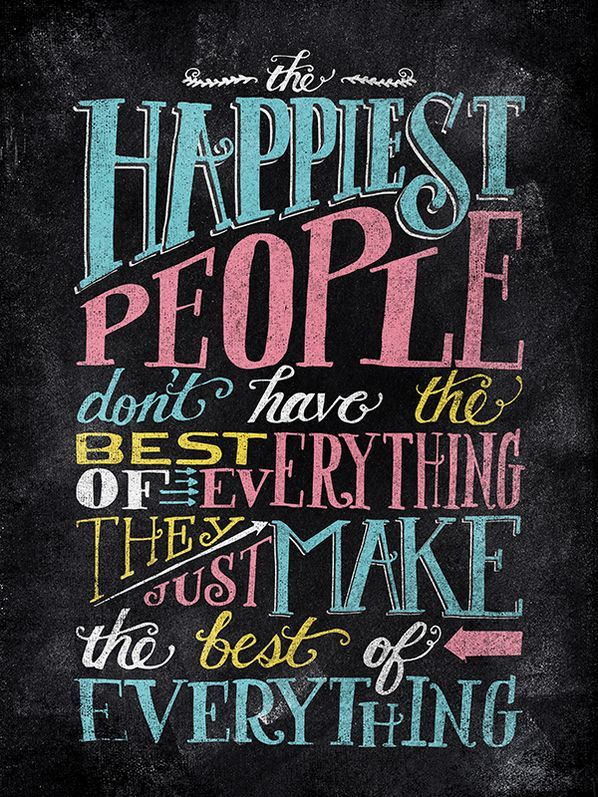 the
HAPPIEST
PEOPLE
don't have the
BEST
OF EVERYTHING
THEY
JUST MAKE
the best of
EVERYTHING